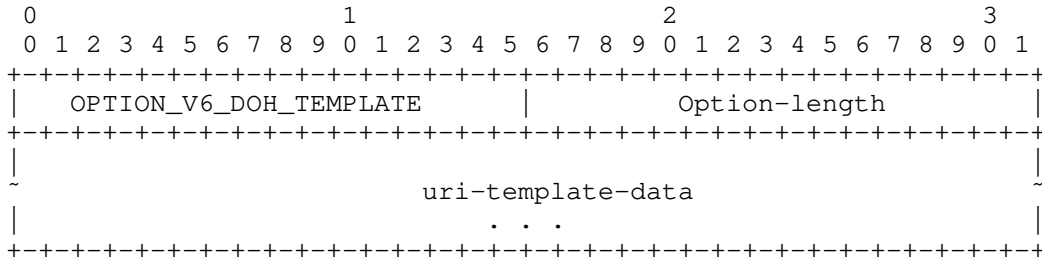 0                   1                   2                   3
 0 1 2 3 4 5 6 7 8 9 0 1 2 3 4 5 6 7 8 9 0 1 2 3 4 5 6 7 8 9 0 1
+-+-+-+-+-+-+-+-+-+-+-+-+-+-+-+-+-+-+-+-+-+-+-+-+-+-+-+-+-+-+-+-+
|   OPTION_V6_DOH_TEMPLATE      |         Option-length         |
+-+-+-+-+-+-+-+-+-+-+-+-+-+-+-+-+-+-+-+-+-+-+-+-+-+-+-+-+-+-+-+-+
|                                                               |
~                         uri-template-data                     ~
|                              . . .                            |
+-+-+-+-+-+-+-+-+-+-+-+-+-+-+-+-+-+-+-+-+-+-+-+-+-+-+-+-+-+-+-+-+